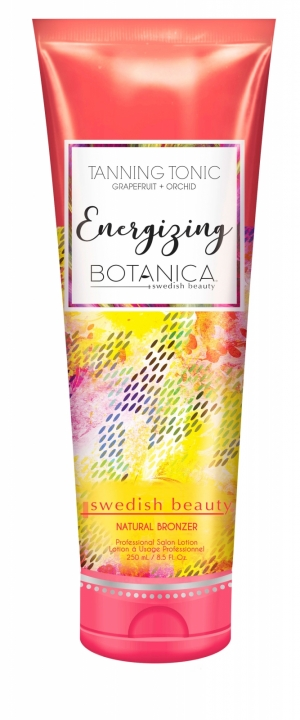 TANNING TONIC
GRAPEFRUIT + ORCHID
Energizing
BOTANICA
swedish beauty
swedish beauty
NATURAL BRONZER
Professional Salon Lotion
Lotion à Usage Professionnel
250 mL / 8.5 Fl. Oz